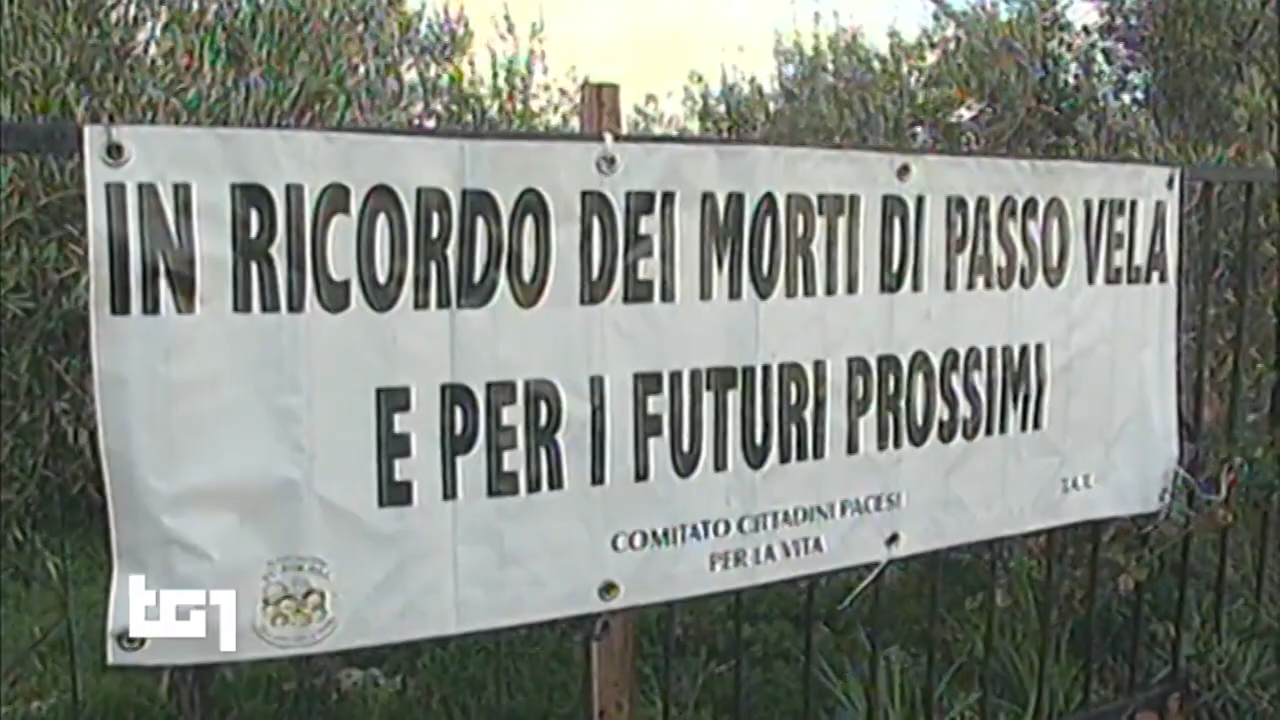 IN RICORDO DEI MORTI DI PASSO VELA
E PER I FUTURI PROSSIMI
COMITATO CITTADINI PACESI
PER LA VITA
tg1